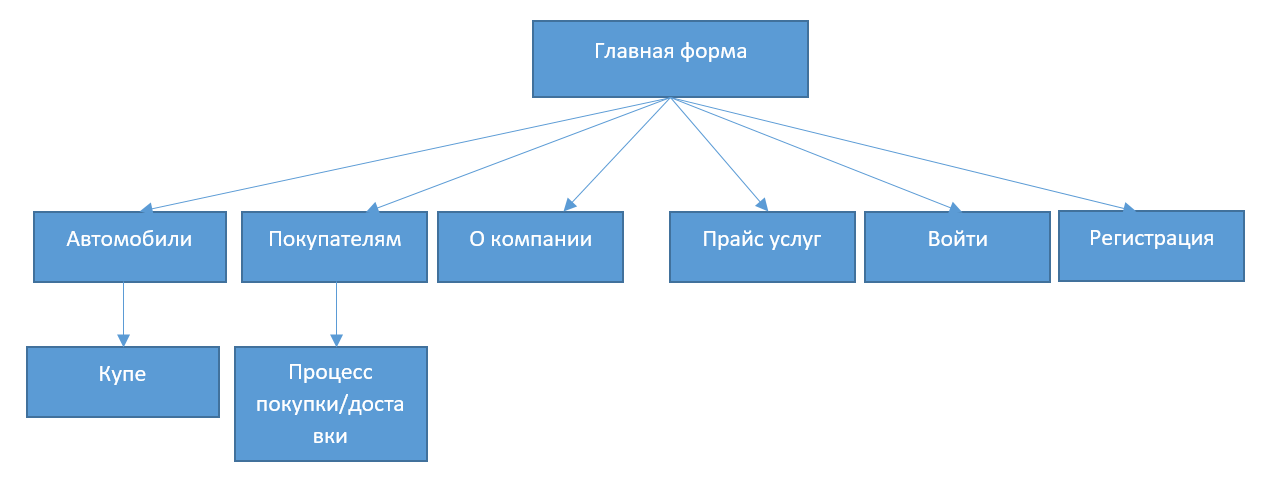 Главная форма
Автомобили
Покупателям
О компании
Прайс услуг
Войти
Регистрация
Купе
Процесс
покупки/доста
вки